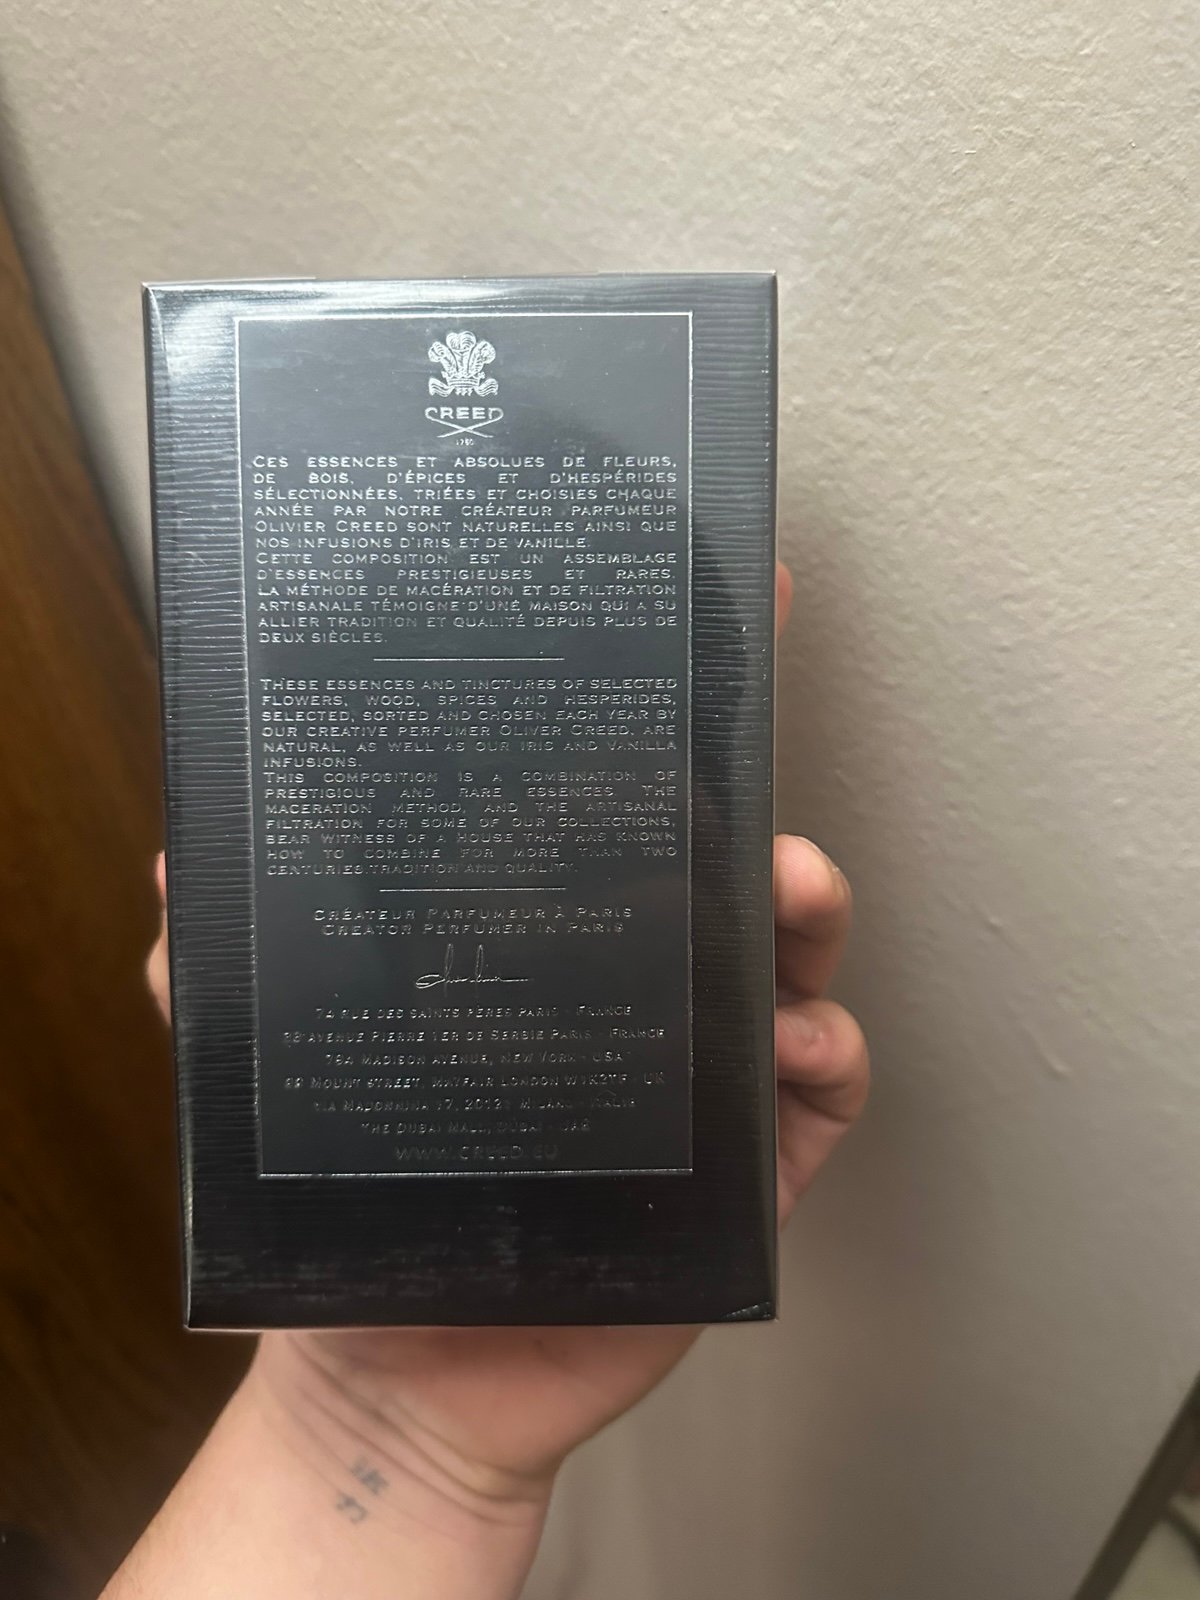 CREED
1760
CES ESSENCES ET ABSOLUES DE FLEURS,
DE BOIS, D'ÉPICES ET D'HESPÉRIDES
SÉLECTIONNÉES, TRIÉES ET CHOISIES CHAQUE
ANNÉE PAR NOTRE CRÉATEUR PARFUMEUR
OLIVIER CREED SONT NATURELLES AINSI QUE
NOS INFUSIONS D'IRIS ET DE VANILLE.
CETTE COMPOSITION EST UN ASSEMBLAGE
D'ESSENCES PRESTIGIEUSES ET RARES.
LA MÉTHODE DE MACÉRATION ET DE FILTRATION
ARTISANALE TÉMOIGNE D'UNE MAISON QUI A SU
ALLIER TRADITION ET QUALITÉ DEPUIS PLUS DE
DEUX SIÈCLES.
THESE ESSENCES AND TINCTURES OF SELECTED
FLOWERS, WOOD, SPICES AND HESPERIDES,
SELECTED, SORTED AND CHOSEN EACH YEAR BY
OUR CREATIVE PERFUMER OLIVER CREED, ARE
NATURAL, AS WELL AS OUR IRIS AND VANILLA
INFUSIONS.
THIS COMPOSITION IS A COMBINATION OF
PRESTIGIOUS AND RARE ESSENCES THE
MACERATION METHOD, AND THE ARTISANAL
FILTRATION FOR SOME OF OUR COLLECTIONS,
BEAR WITNESS OF A HOUSE THAT HAS KNOWN
HOW TO COMBINE FOR MORE THAN TWO
CENTURIES TRADITION AND QUALITY.
CRÉATEUR PARFUMEUR À PARIS
CREATOR PERFUMER IN PARIS
74 RUE DES SAINTS PÈRES PARIS - FRANCE
AVENUE PIERRE 1ER DE SERBIE PARIS - FRANCE
MADISON AVENUE, NEW YORK - USA
MOUNT STREET, MAYFAIR LONDON W1K2TF - UK
VIA MADONNINA 17, MILANO - ITALIE
THE DUBAI MALL, DUBAI - UAE
WWW.CREED.EU